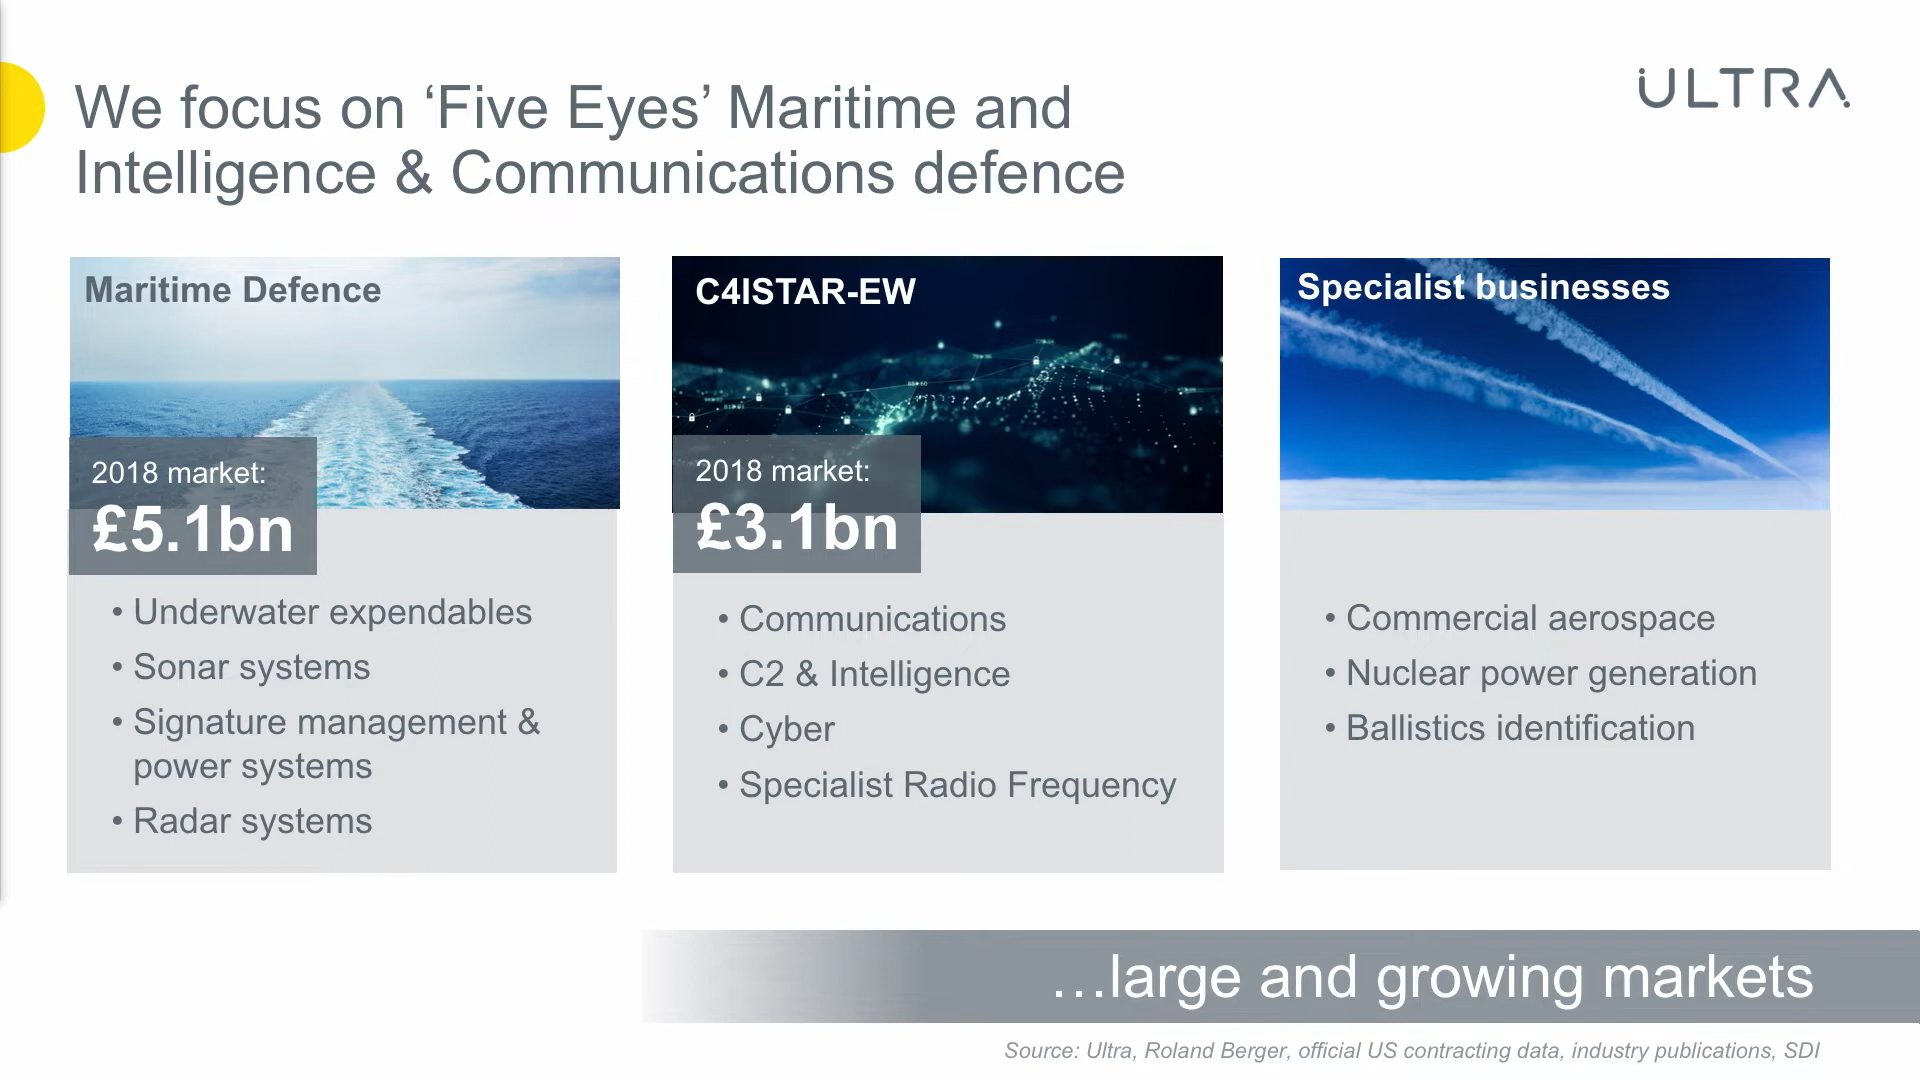 We focus on ‘Five Eyes’ Maritime and
Intelligence & Communications defence
ULTRA
Maritime Defence
2018 market:
£5.1bn
• Underwater expendables
• Sonar systems
• Signature management &
power systems
• Radar systems
C4ISTAR-EW
2018 market:
£3.1bn
• Communications
• C2 & Intelligence
• Cyber
• Specialist Radio Frequency
Specialist businesses
• Commercial aerospace
• Nuclear power generation
• Ballistics identification
…large and growing markets
Source: Ultra, Roland Berger, official US contracting data, industry publications, SDI